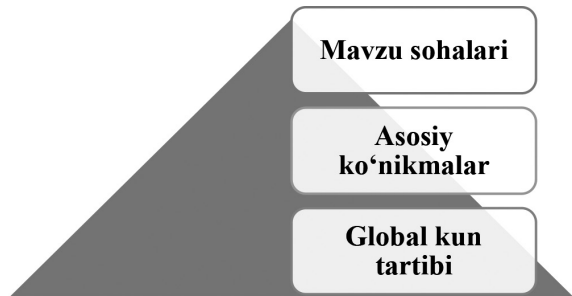 Mavzu sohalari
Asosiy
ko‘nikmalar
Global kun
tartibi